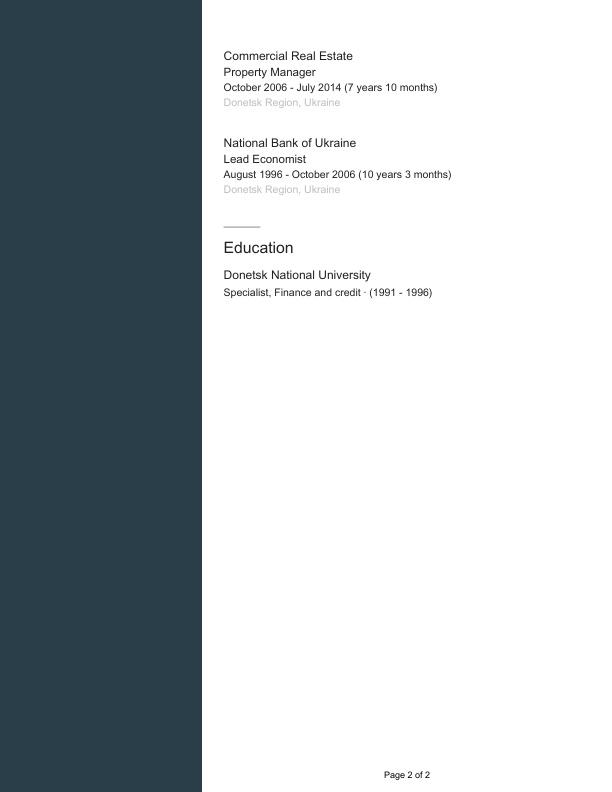 Commercial Real Estate
Property Manager
October 2006 - July 2014 (7 years 10 months)
Donetsk Region, Ukraine
National Bank of Ukraine
Lead Economist
August 1996 - October 2006 (10 years 3 months)
Donetsk Region, Ukraine
Education
Donetsk National University
Specialist, Finance and credit · (1991 - 1996)
Page 2 of 2